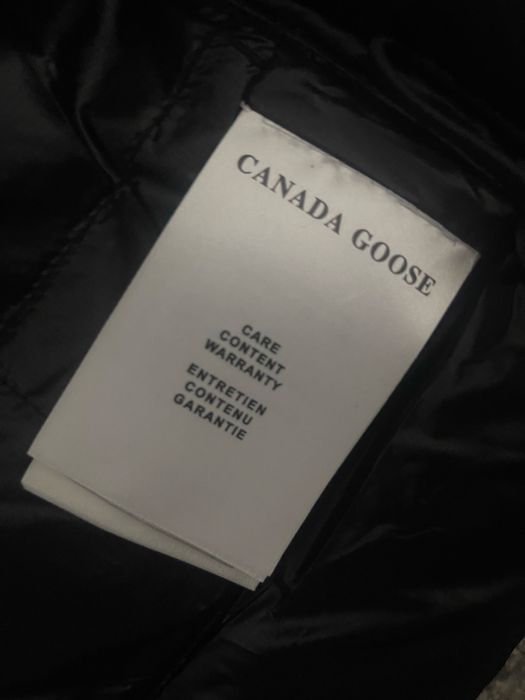 CANADA GOOSE
CARE
CONTENT
WARRANTY
ENTRETIEN
CONTENU
GARANTIE